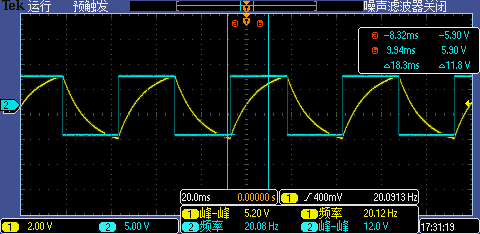 Tek 运行 预触发 噪声滤波器关闭
a -8.32ms -5.90 V
b 9.94ms 5.90 V
△18.3ms △11.8 V
2
20.0ms 0.00000 s
1 400mV 20.0913 Hz
1 峰-峰 5.20 V 1 频率 20.12 Hz
2 频率 20.08 Hz 2 峰-峰 12.0 V
1 2.00 V 2 5.00 V 17:31:19